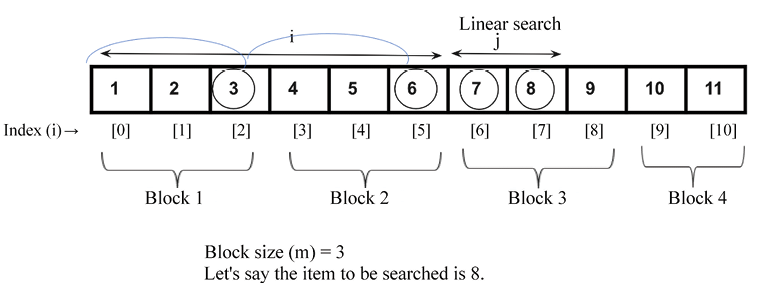 Linear search
i
j
1 2 3 4 5 6 7 8 9 10 11
Index (i)→ [0] [1] [2] [3] [4] [5] [6] [7] [8] [9] [10]
Block 1 Block 2 Block 3 Block 4
Block size (m) = 3
Let's say the item to be searched is 8.